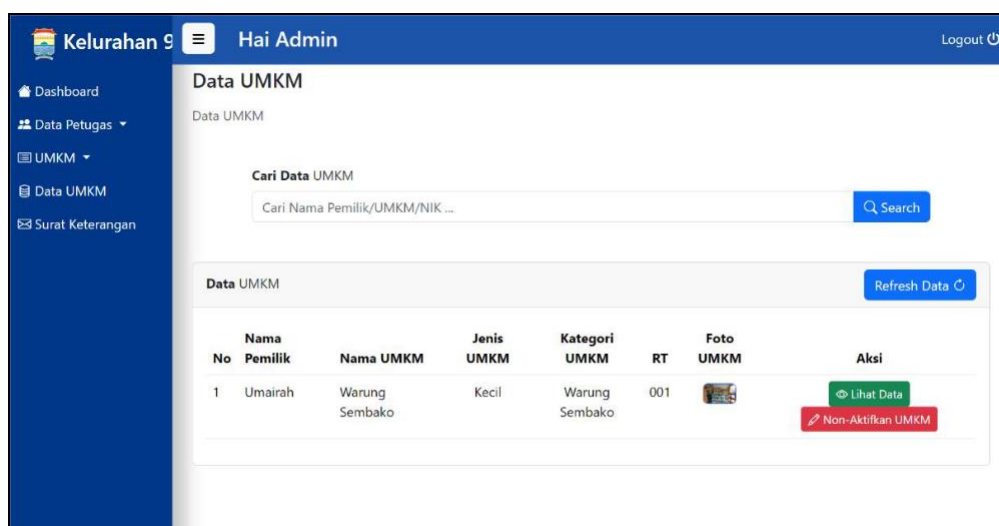 Kelurahan 9
Hai Admin
Logout
Dashboard
Data Petugas
UMKM
Data UMKM
Surat Keterangan
Data UMKM
Data UMKM
Cari Data UMKM
Cari Nama Pemilik/UMKM/NIK ...
Search
Data UMKM
Refresh Data
No Nama Pemilik Nama UMKM Jenis UMKM Kategori UMKM RT Foto UMKM Aksi
1 Umairah Warung Sembako Kecil Warung Sembako 001 Lihat Data
Non-Aktifkan UMKM